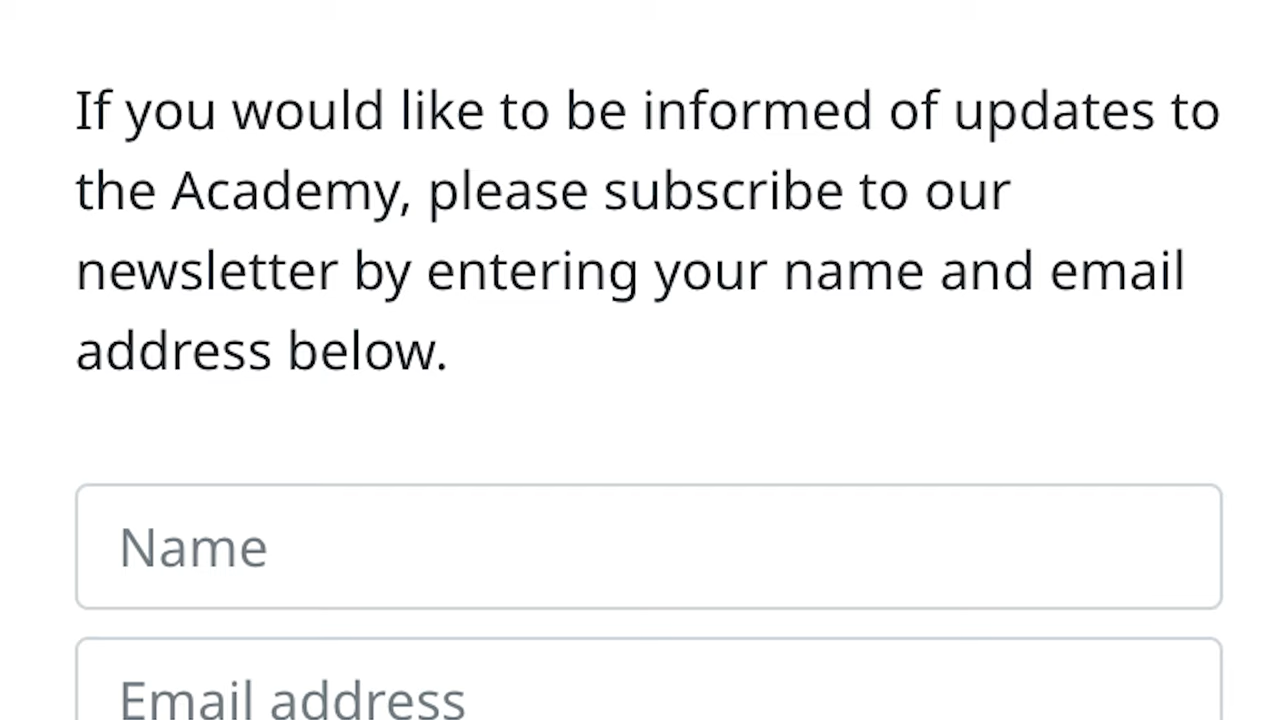 If you would like to be informed of updates to
the Academy, please subscribe to our
newsletter by entering your name and email
address below.
Name
Email address